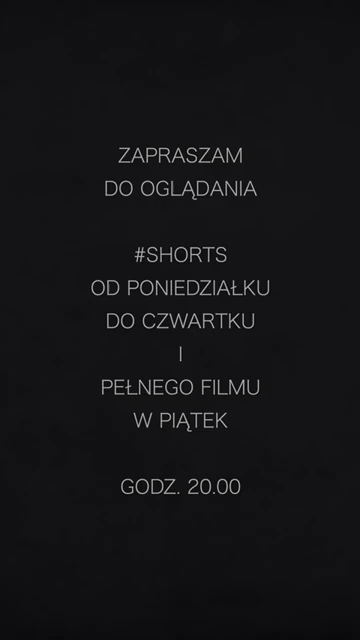 ZAPRASZAM
DO OGLĄDANIA
#SHORTS
OD PONIEDZIAŁKU
DO CZWARTKU
I
PEŁNEGO FILMU
W PIĄTEK
GODZ. 20.00